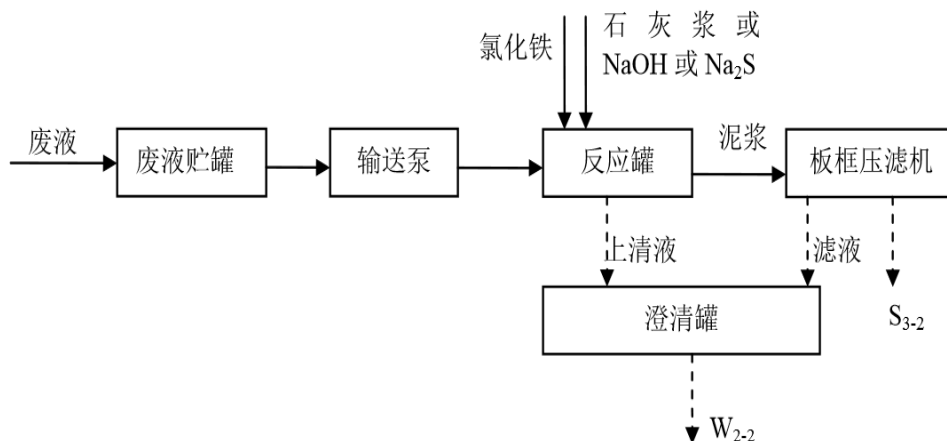 氯化铁
石灰浆或
NaOH 或 Na₂S
废液
废液贮罐
输送泵
反应罐
泥浆
板框压滤机
上清液
滤液
澄清罐
S₃₋₂
W₂₋₂